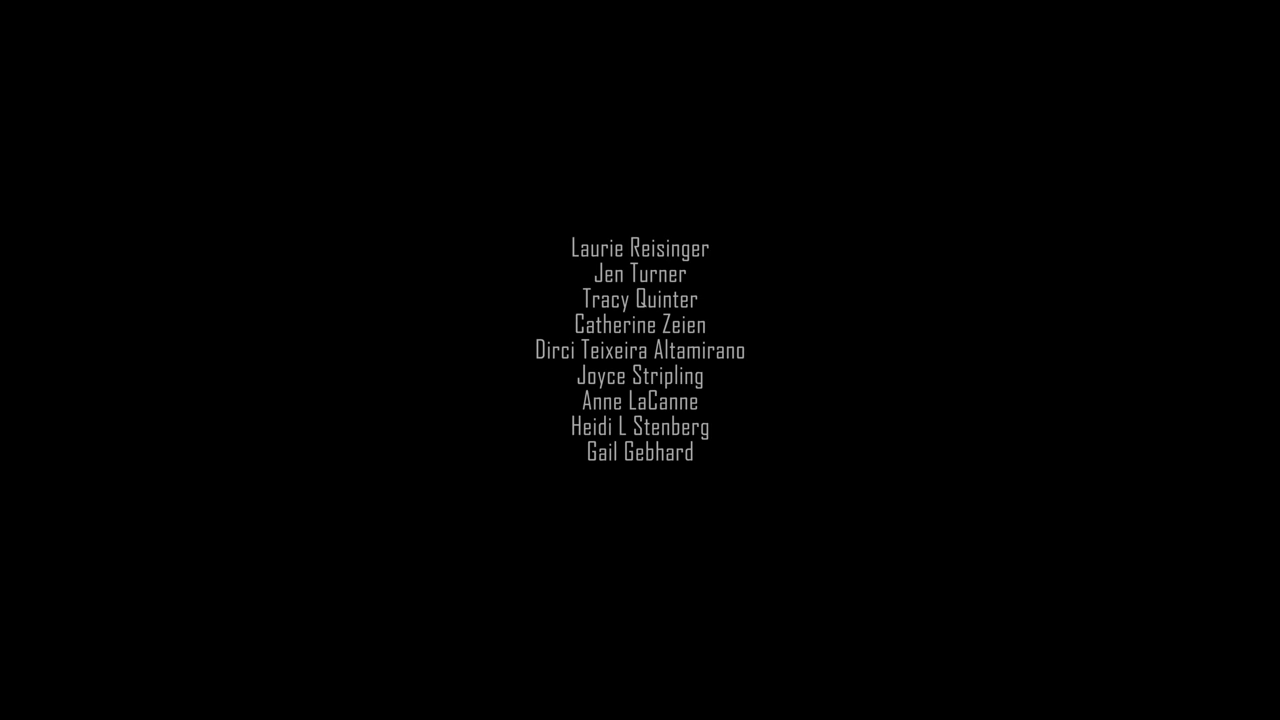 Laurie Reisinger
Jen Turner
Tracy Quinter
Catherine Zeien
Dirci Teixeira Altamirano
Joyce Stripling
Anne LaCanne
Heidi L Stenberg
Gail Gebhard